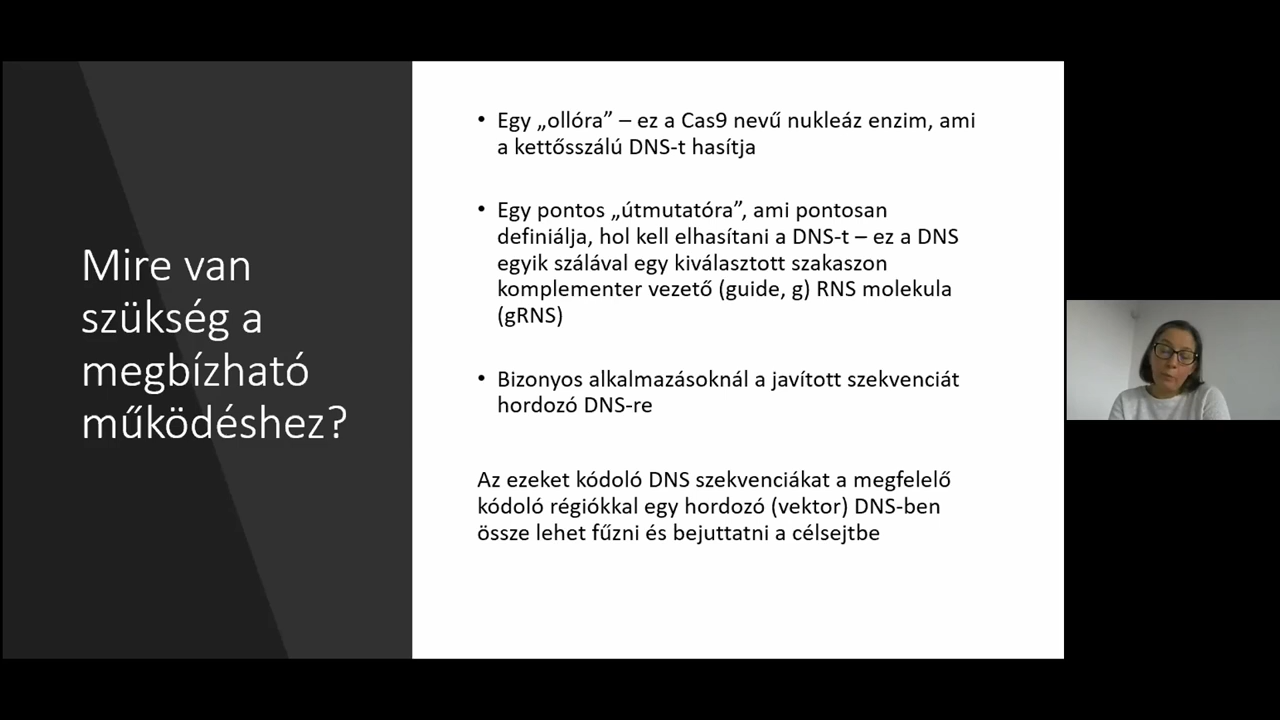 Mire van
szükség a
megbízható
működéshez?
• Egy „ollóra” – ez a Cas9 nevű nukleáz enzim, ami
a kettősszálú DNS-t hasítja
• Egy pontos „útmutatóra”, ami pontosan
definiálja, hol kell elhasítani a DNS-t – ez a DNS
egyik szálával egy kiválasztott szakaszon
komplementer vezető (guide, g) RNS molekula
(gRNS)
• Bizonyos alkalmazásoknál a javított szekvenciát
hordozó DNS-re
Az ezeket kódoló DNS szekvenciákat a megfelelő
kódoló régiókkal egy hordozó (vektor) DNS-ben
össze lehet fűzni és bejuttatni a célsejtbe